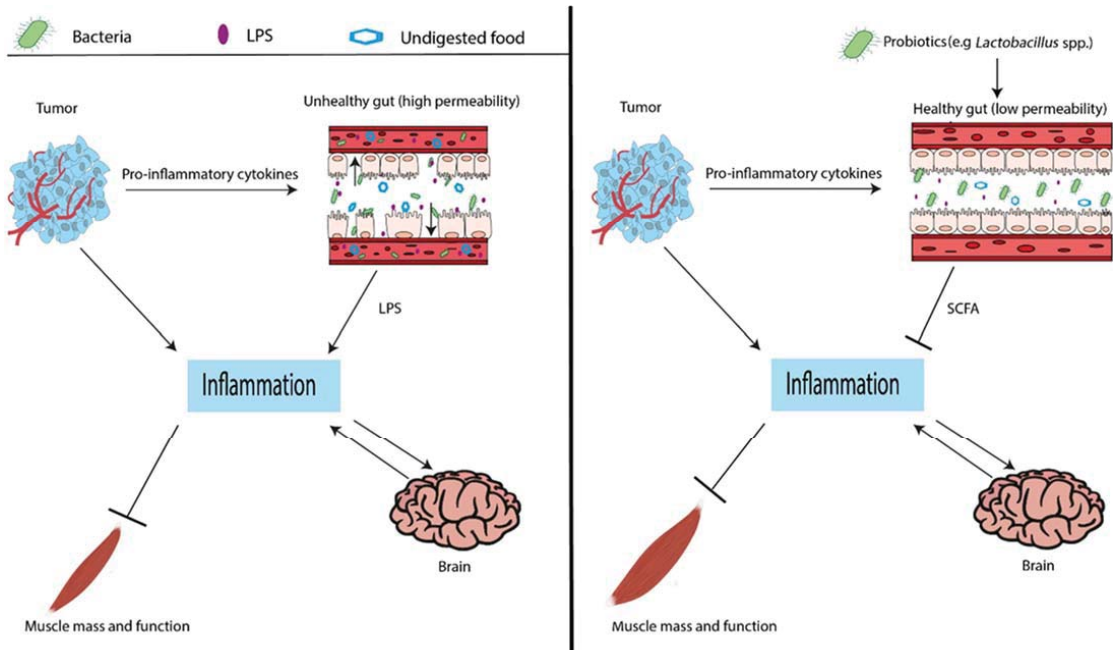 Bacteria
LPS
Undigested food
Tumor
Unhealthy gut (high permeability)
Pro-inflammatory cytokines
LPS
Inflammation
Brain
Muscle mass and function
Probiotics(e.g Lactobacillus spp.)
Tumor
Healthy gut (low permeability)
Pro-inflammatory cytokines
SCFA
Inflammation
Brain
Muscle mass and function